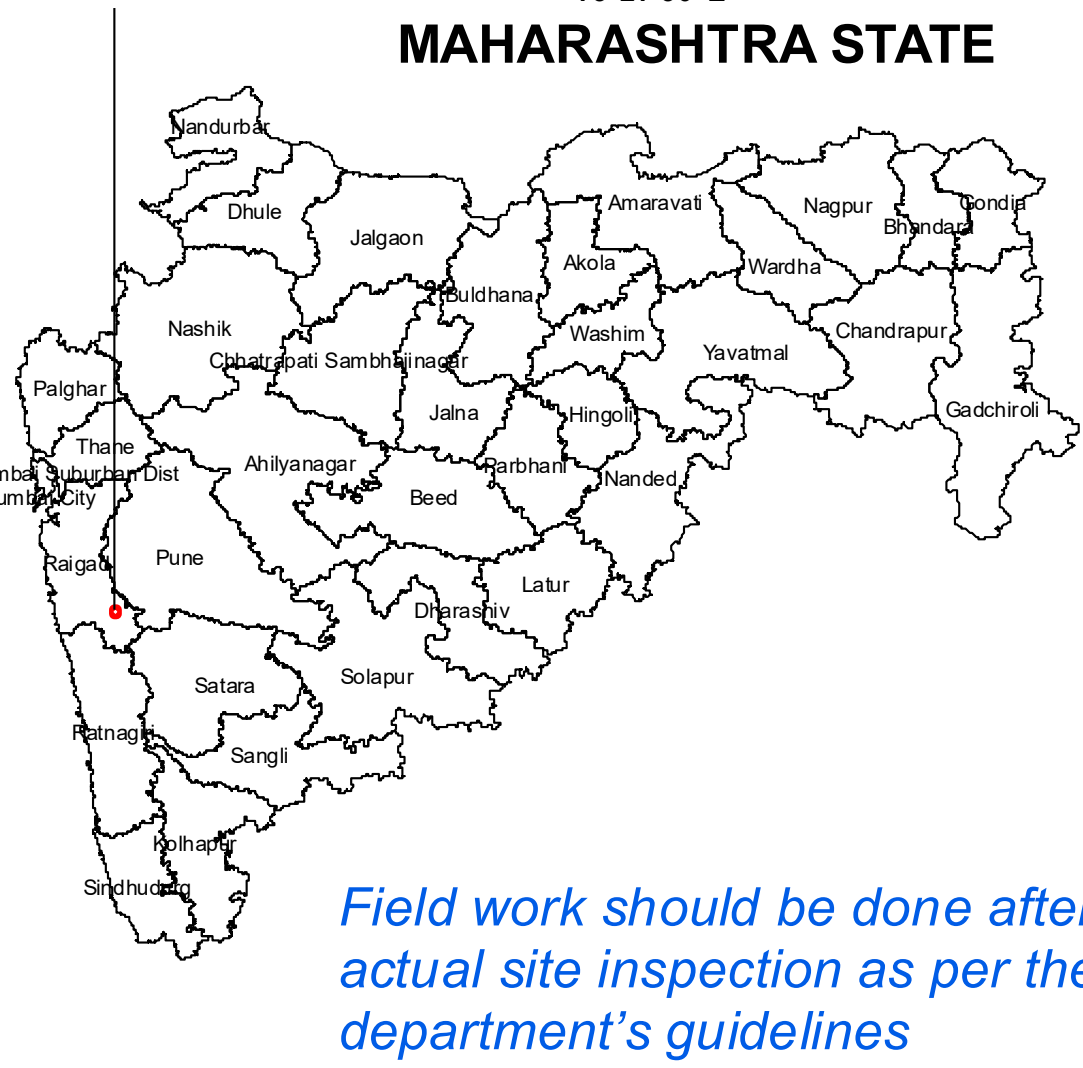 MAHARASHTRA STATE
Nandurbar
Dhule
Jalgaon
Amaravati
Nagpur
Gondia
Bhandara
Akola
Wardha
Buldhana
Nashik
Washim
Chandrapur
Chhatrapati Sambhajinagar
Yavatmal
Palghar
Jalna
Hingoli
Gadchiroli
Thane
Ahilyanagar
Parbhani
Suburban Dist
Nanded
City
Beed
Raigad
Pune
Latur
Dharashiv
Satara
Solapur
Ratnagiri
Sangli
Kolhapur
Sindhudurg
Field work should be done after
actual site inspection as per the
department’s guidelines